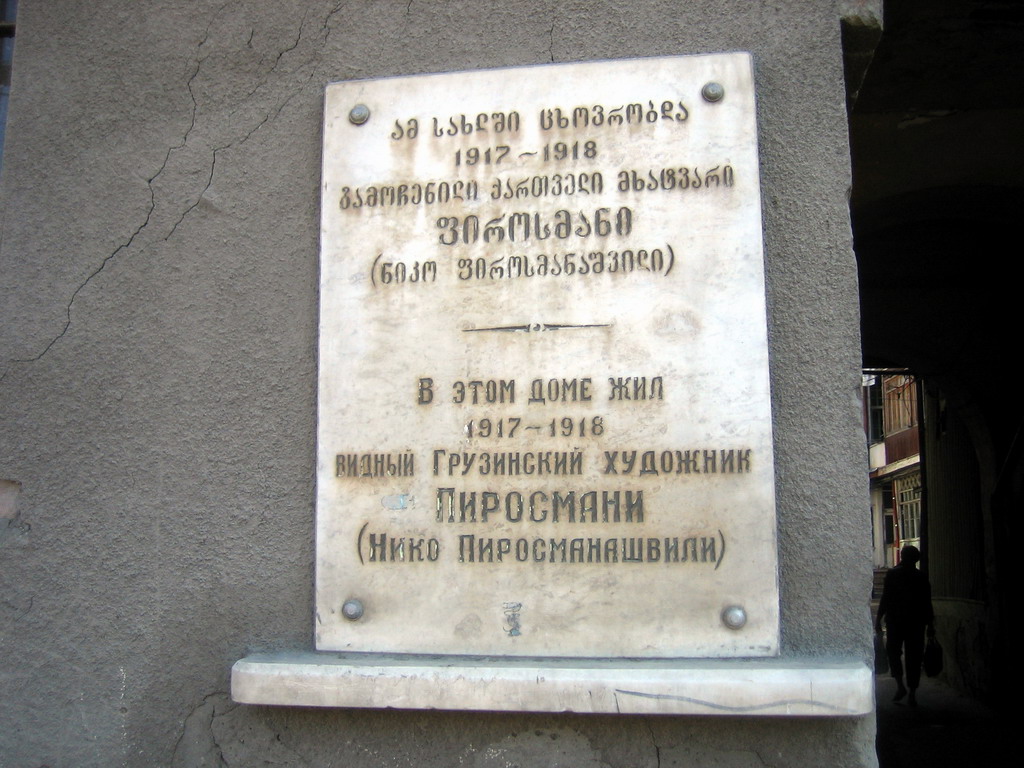 ამ სახლში ცხოვრობდა
1917-1918
გამოჩენილი ქართველი მხატვარი
ფიროსმანი
(ნიკო ფიროსმანაშვილი)
В ЭТОМ ДОМЕ ЖИЛ
1917-1918
ВИДНЫЙ ГРУЗИНСКИЙ ХУДОЖНИК
ПИРОСМАНИ
(НИКО ПИРОСМАНАШВИЛИ)